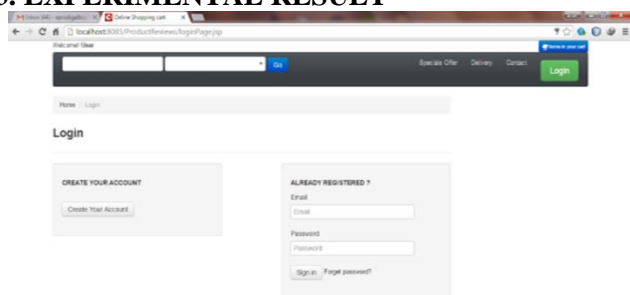 5. EXPERIMENTAL RESULT
Online Shopping cart
localhost:8085/ProductReviews/loginPage.jsp
Welcome! User
Go
Specials Offer Delivery Contact
Login
Home Login
Login
CREATE YOUR ACCOUNT
Create Your Account
ALREADY REGISTERED ?
Email
Email
Password
Password
Sign in Forget password?